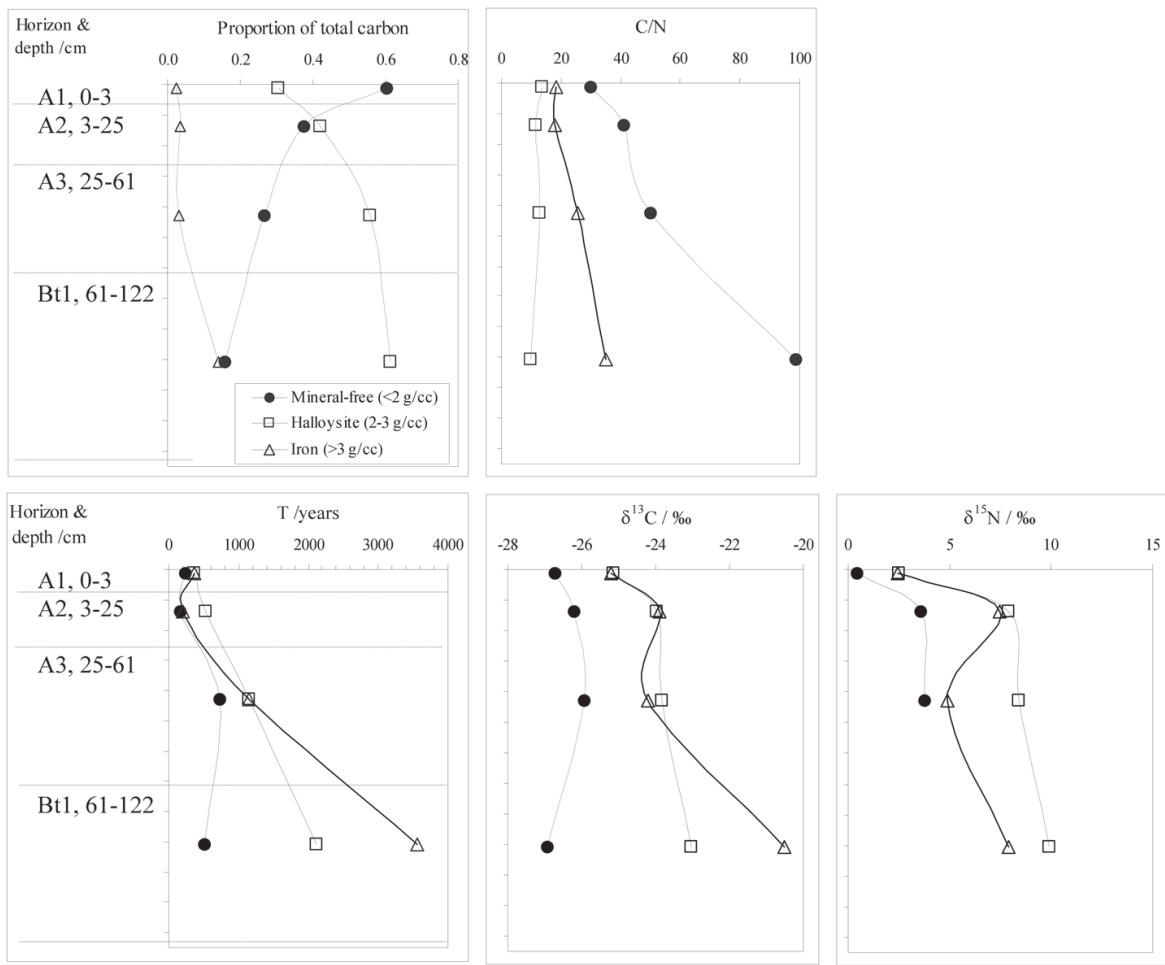 Horizon &
depth /cm
Proportion of total carbon
0.0 0.2 0.4 0.6 0.8
A1, 0-3
A2, 3-25
A3, 25-61
Bt1, 61-122
Mineral-free (<2 g/cc)
Halloysite (2-3 g/cc)
Iron (>3 g/cc)
C/N
0 20 40 60 80 100
Horizon &
depth /cm
T /years
0 1000 2000 3000 4000
A1, 0-3
A2, 3-25
A3, 25-61
Bt1, 61-122
δ¹³C / ‰
-28 -26 -24 -22 -20
δ¹⁵N / ‰
0 5 10 15